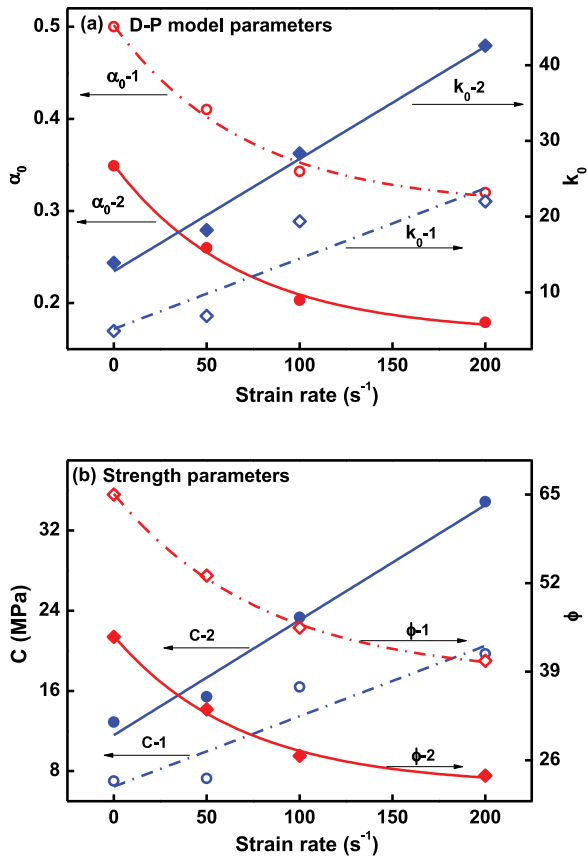 (a) D-P model parameters
0.5
0.4
0.3
0.2
α₀
α₀-1
α₀-2
k₀-2
k₀-1
40
30
20
10
k₀
0 50 100 150 200
Strain rate (s⁻¹)
(b) Strength parameters
32
24
16
8
C (MPa)
C-2
C-1
ϕ-1
ϕ-2
65
52
39
26
ϕ
0 50 100 150 200
Strain rate (s⁻¹)